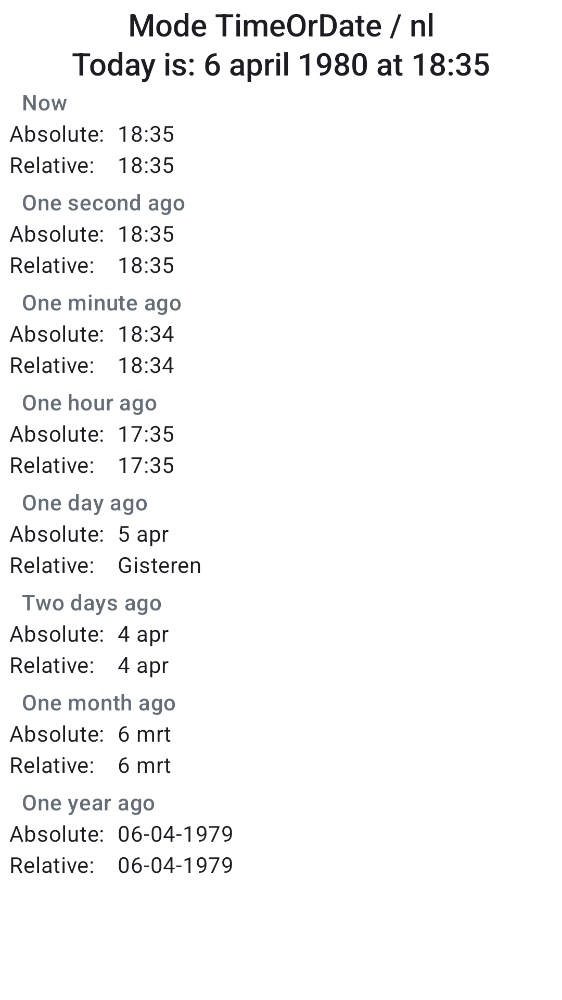 Mode TimeOrDate / nl
Today is: 6 april 1980 at 18:35
Now
Absolute: 18:35
Relative: 18:35
One second ago
Absolute: 18:35
Relative: 18:35
One minute ago
Absolute: 18:34
Relative: 18:34
One hour ago
Absolute: 17:35
Relative: 17:35
One day ago
Absolute: 5 apr
Relative: Gisteren
Two days ago
Absolute: 4 apr
Relative: 4 apr
One month ago
Absolute: 6 mrt
Relative: 6 mrt
One year ago
Absolute: 06-04-1979
Relative: 06-04-1979